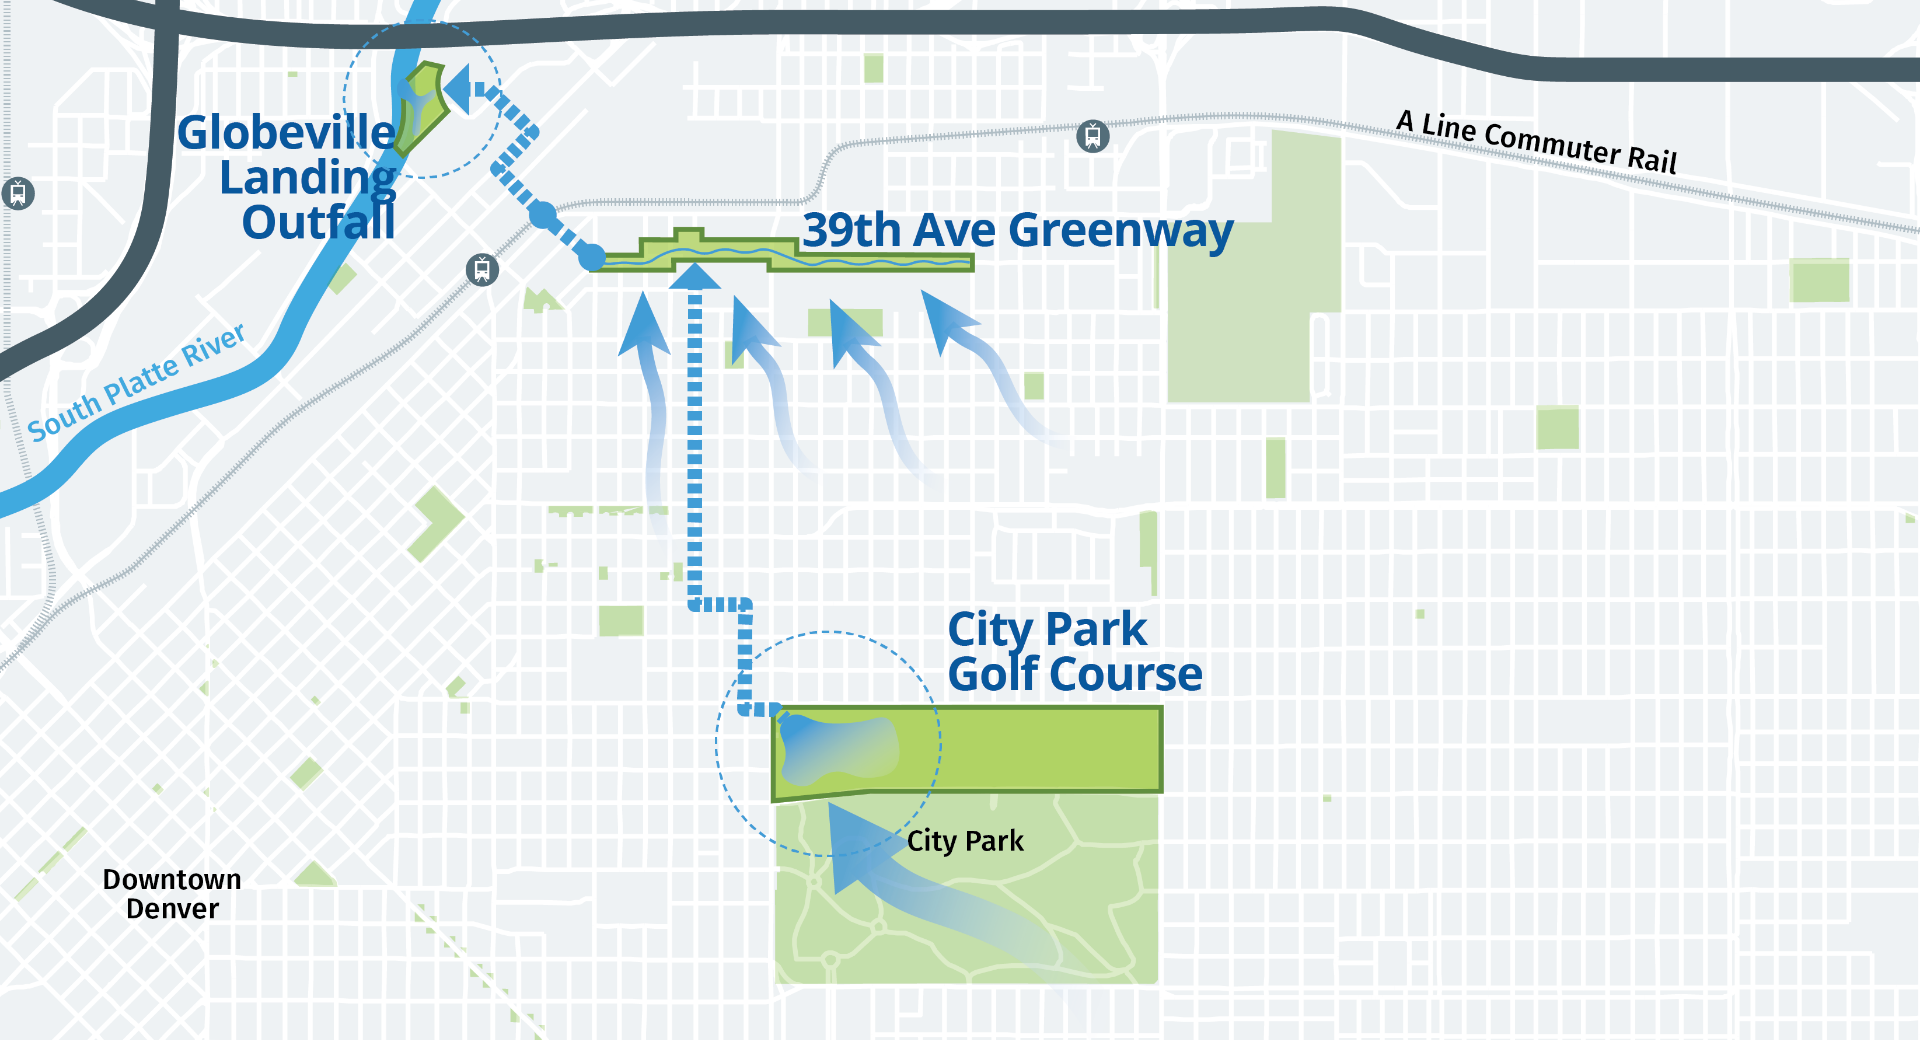 A Line Commuter Rail
Globeville
Landing
Outfall
39th Ave Greenway
South Platte River
City Park
Golf Course
City Park
Downtown
Denver